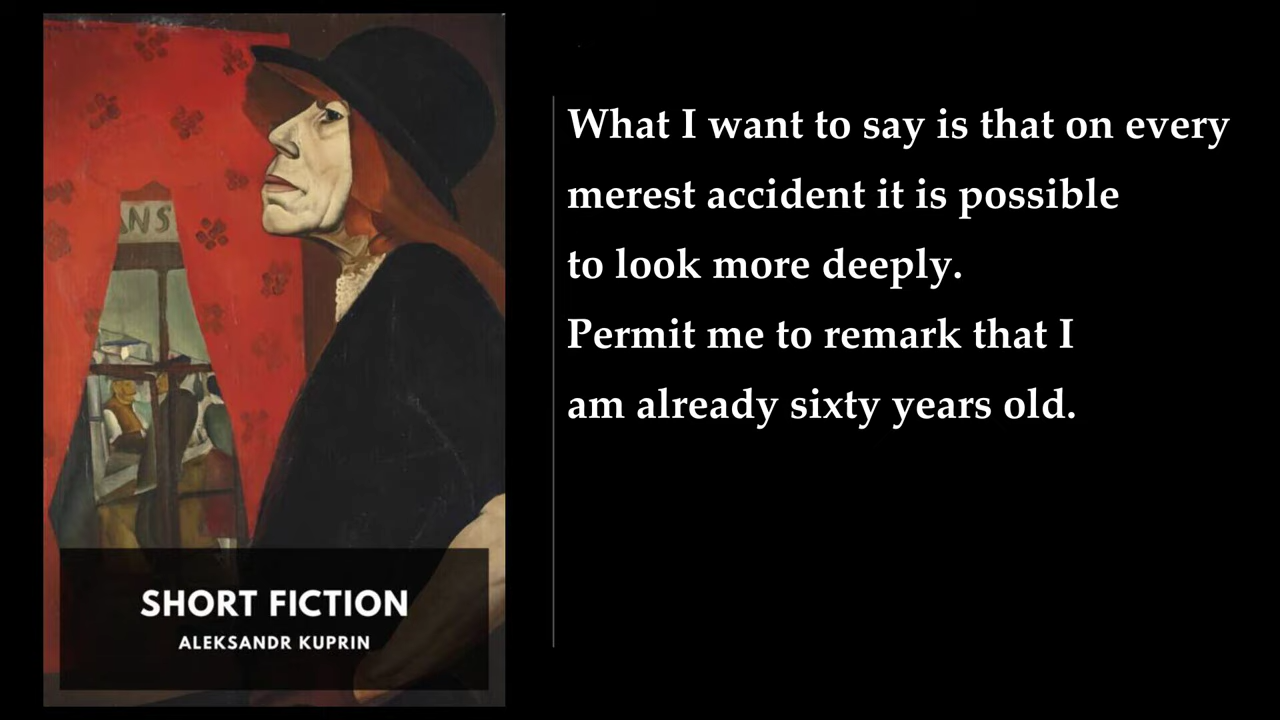 ANS
SHORT FICTION
ALEKSANDR KUPRIN
What I want to say is that on every
merest accident it is possible
to look more deeply.
Permit me to remark that I
am already sixty years old.